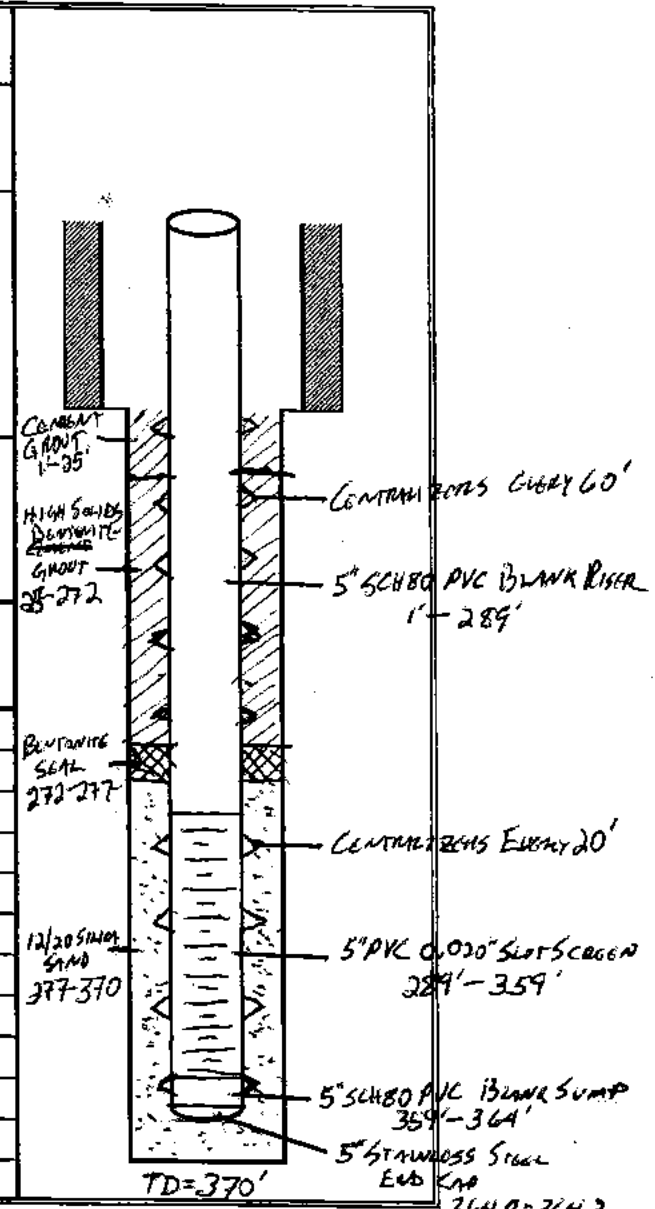 CEMENT
GROUT
1'-25'
HIGH SOLIDS
BENTONITE
GROUT
25-272
BENTONITE
SEAL
272-277
12/20 SILICA
SAND
277-370
CENTRALIZERS EVERY 60'
5" SCH80 PVC BLANK RISER
1'-289'
CENTRALIZERS EVERY 20'
5" PVC 0.020" SLOT SCREEN
289'-359'
5" SCH80 PVC BLANK SUMP
359'-364'
5" STAINLESS STEEL
END CAP
TD=370'